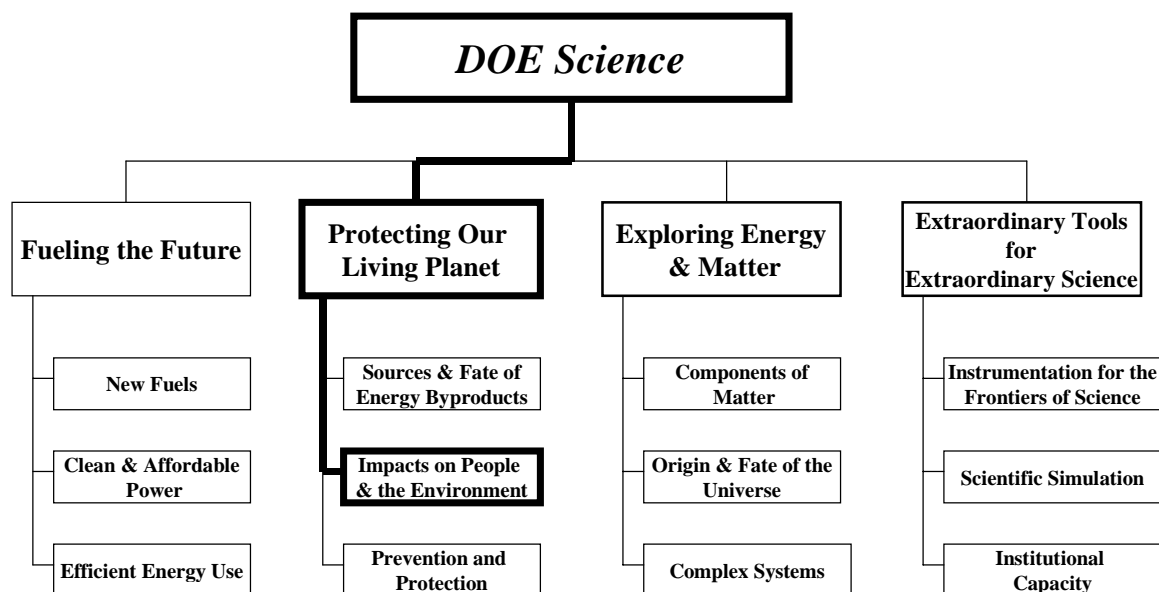 DOE Science
Fueling the Future
Protecting Our
Living Planet
Exploring Energy
& Matter
Extraordinary Tools
for
Extraordinary Science
New Fuels
Sources & Fate of
Energy Byproducts
Components of
Matter
Instrumentation for the
Frontiers of Science
Clean & Affordable
Power
Impacts on People
& the Environment
Origin & Fate of the
Universe
Scientific Simulation
Efficient Energy Use
Prevention and
Protection
Complex Systems
Institutional
Capacity